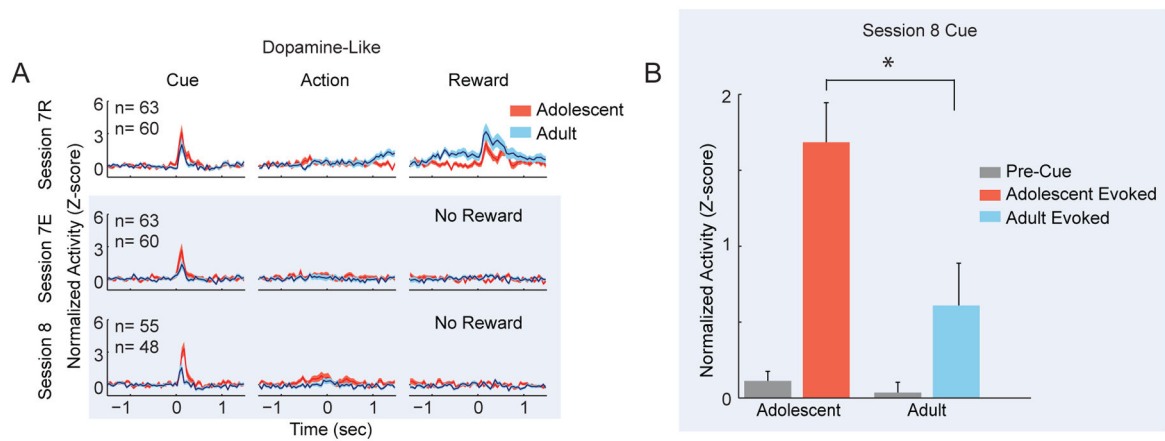 A
Dopamine-Like
Cue Action Reward
Session 7R
Session 7E
Session 8
Normalized Activity (Z-score)
6
3
0
n= 63
n= 60
Adolescent
Adult
6
3
0
n= 63
n= 60
No Reward
6
3
0
n= 55
n= 48
No Reward
−1 0 1 −1 0 1 −1 0 1
Time (sec)
B
Session 8 Cue
*
Normalized Activity (Z-score)
2
1
0
Pre-Cue
Adolescent Evoked
Adult Evoked
Adolescent Adult